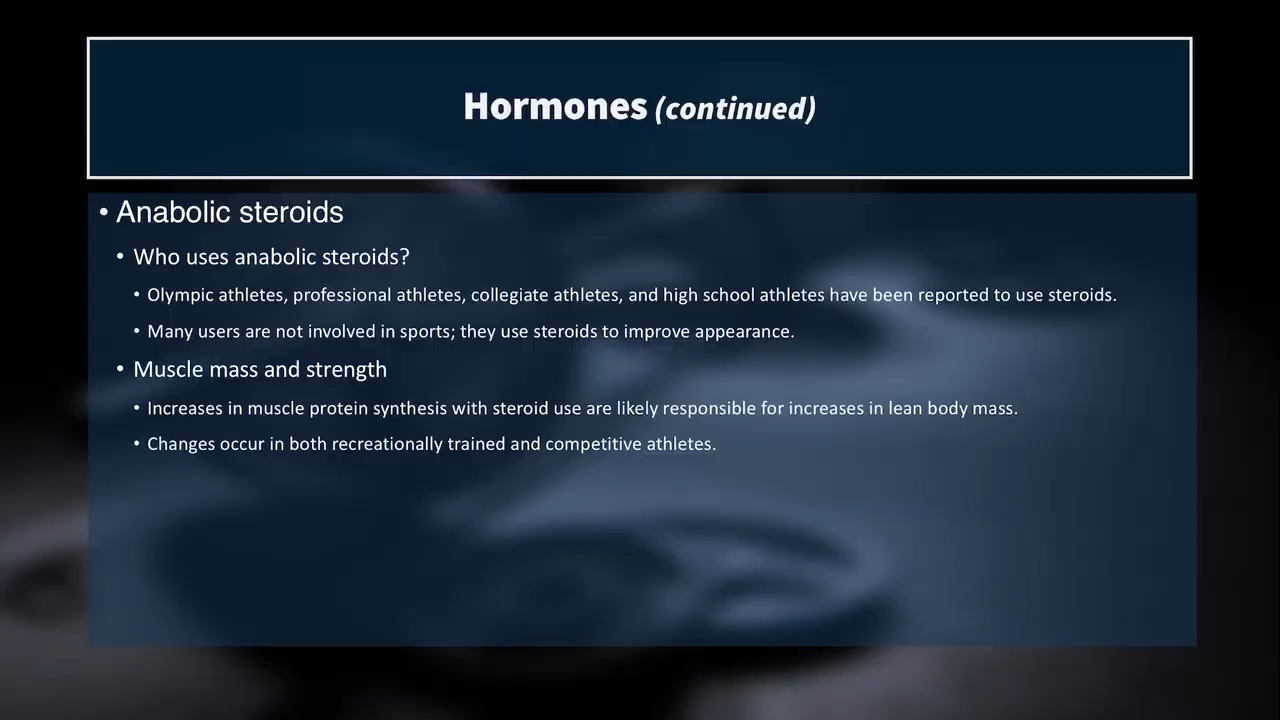 Hormones (continued)
• Anabolic steroids
• Who uses anabolic steroids?
• Olympic athletes, professional athletes, collegiate athletes, and high school athletes have been reported to use steroids.
• Many users are not involved in sports; they use steroids to improve appearance.
• Muscle mass and strength
• Increases in muscle protein synthesis with steroid use are likely responsible for increases in lean body mass.
• Changes occur in both recreationally trained and competitive athletes.